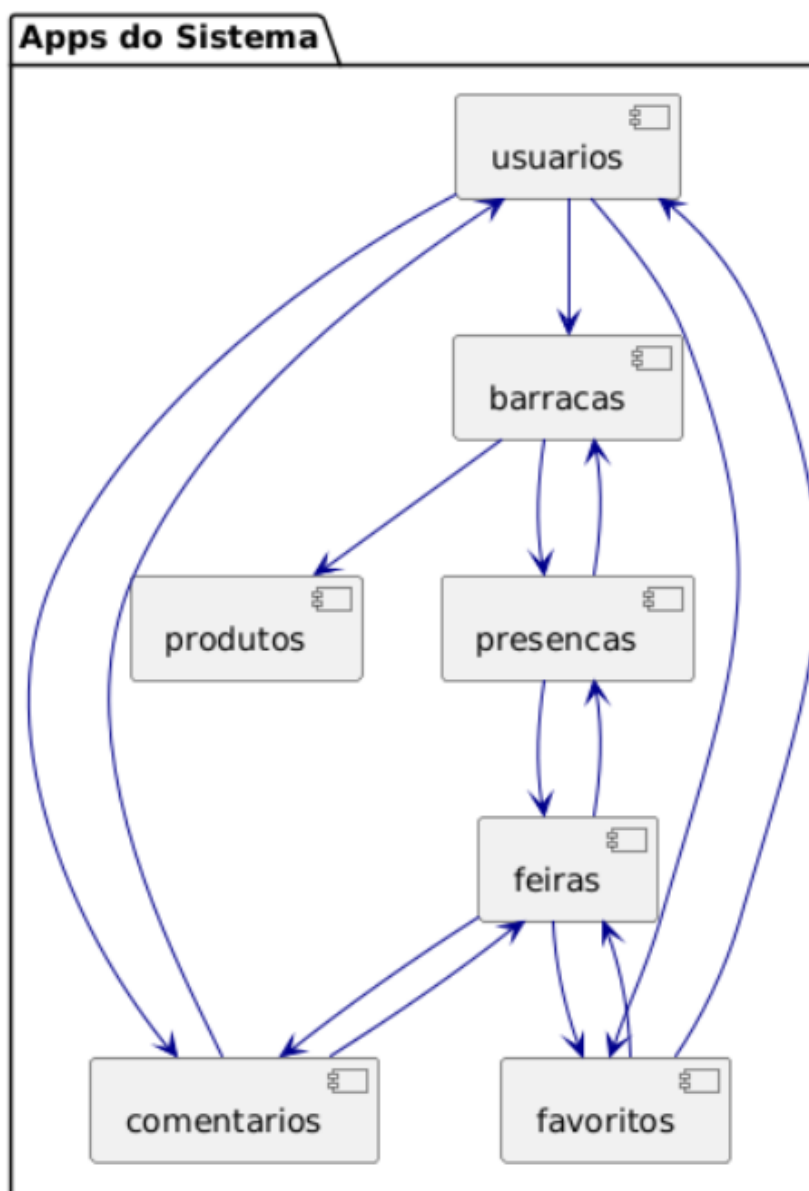 Apps do Sistema
usuarios
barracas
produtos
presencas
feiras
comentarios
favoritos